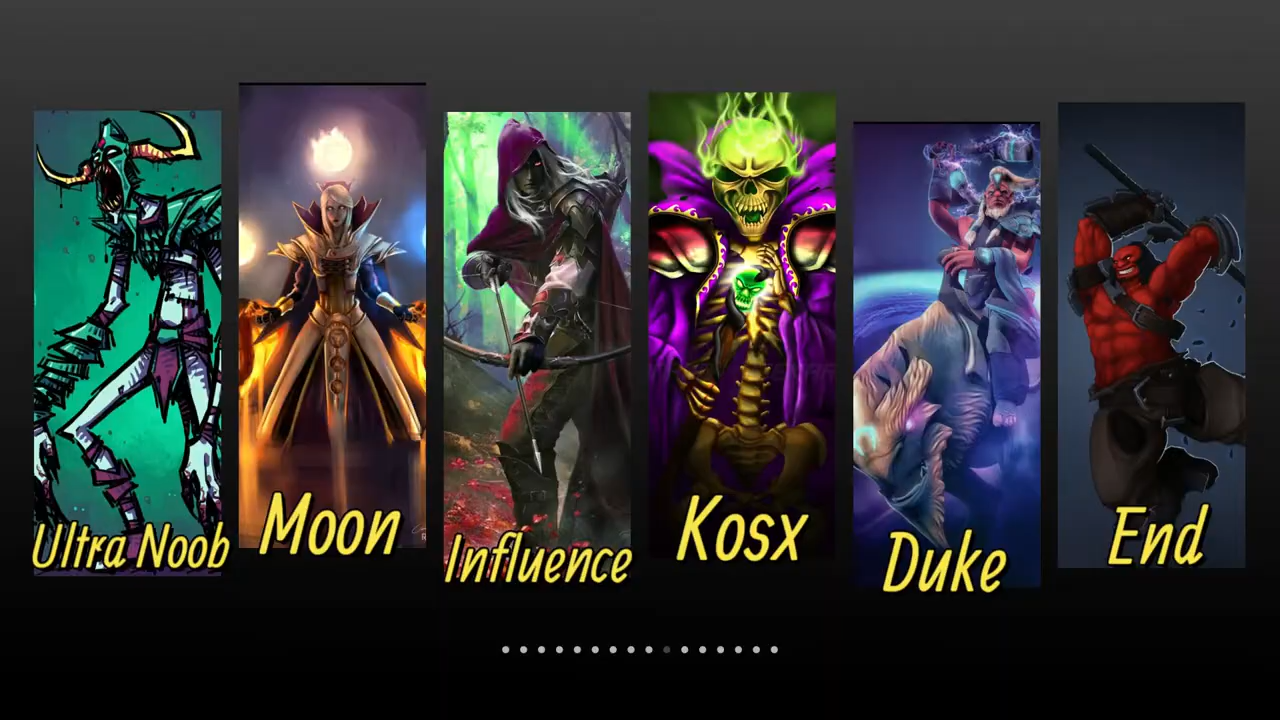 Ultra Noob
Moon
Influence
Kosx
Duke
End